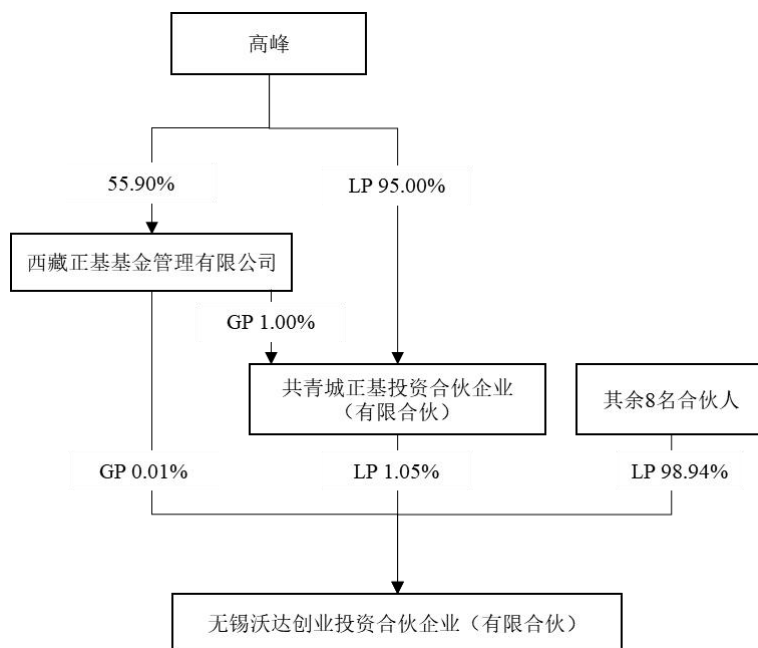 高峰
55.90%
LP 95.00%
西藏正基基金管理有限公司
GP 1.00%
共青城正基投资合伙企业
（有限合伙）
其余8名合伙人
GP 0.01%
LP 1.05%
LP 98.94%
无锡沃达创业投资合伙企业（有限合伙）